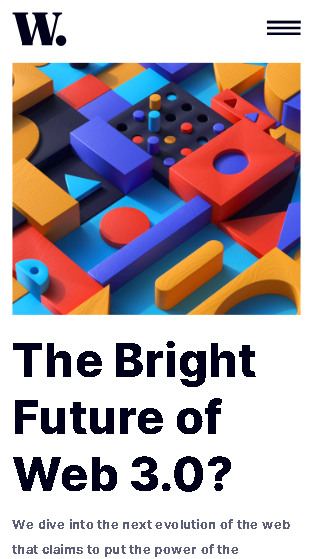 W.
The Bright
Future of
Web 3.0?
We dive into the next evolution of the web
that claims to put the power of the